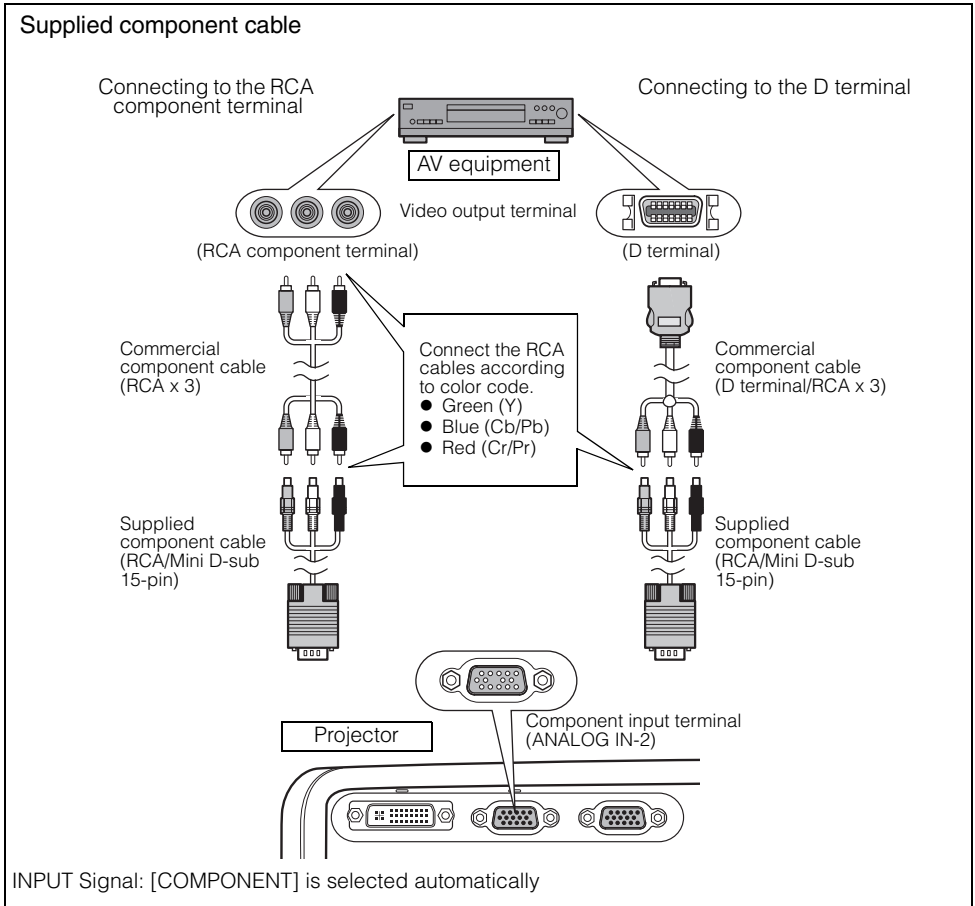 Supplied component cable
Connecting to the RCA
component terminal
Connecting to the D terminal
AV equipment
Video output terminal
(RCA component terminal)
(D terminal)
Commercial
component cable
(RCA x 3)
Connect the RCA
cables according
to color code.
● Green (Y)
● Blue (Cb/Pb)
● Red (Cr/Pr)
Commercial
component cable
(D terminal/RCA x 3)
Supplied
component cable
(RCA/Mini D-sub
15-pin)
Supplied
component cable
(RCA/Mini D-sub
15-pin)
Projector
Component input terminal
(ANALOG IN-2)
INPUT Signal: [COMPONENT] is selected automatically